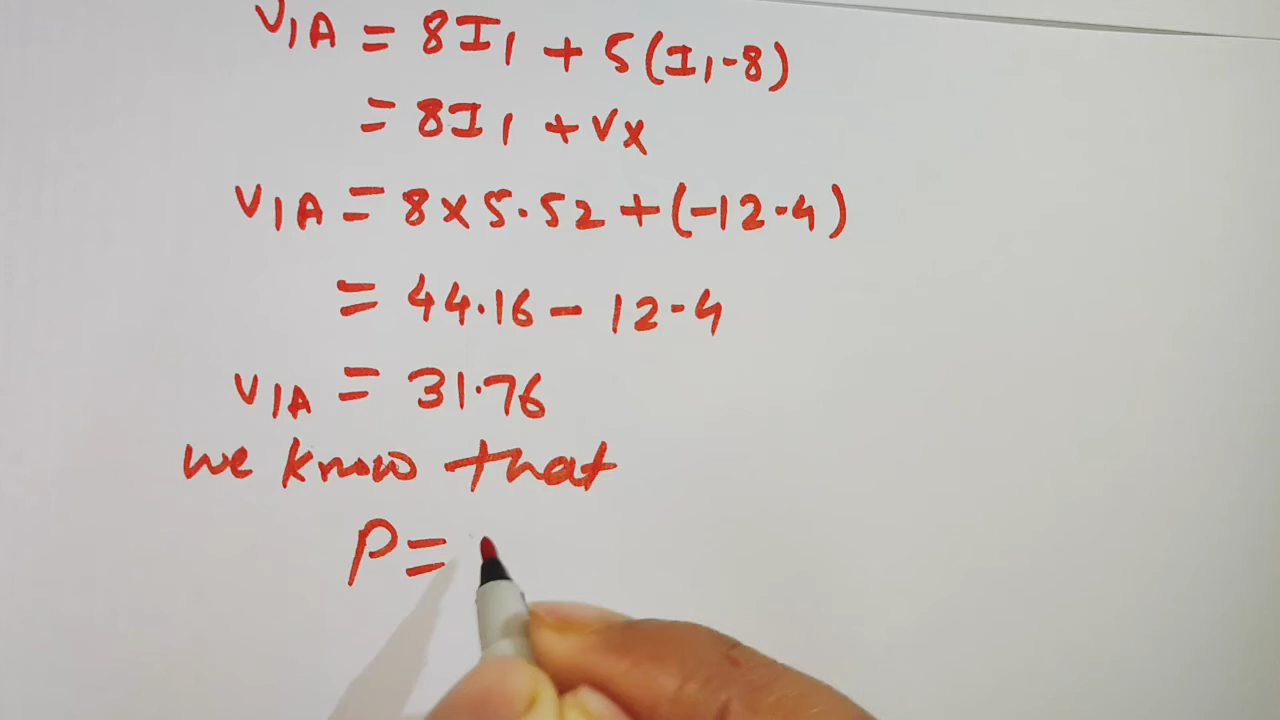 V1A = 8I1 + 5(I1-8)
= 8I1 + Vx
V1A = 8×5.52 + (-12.4)
= 44.16 - 12.4
V1A = 31.76
we know that
P =